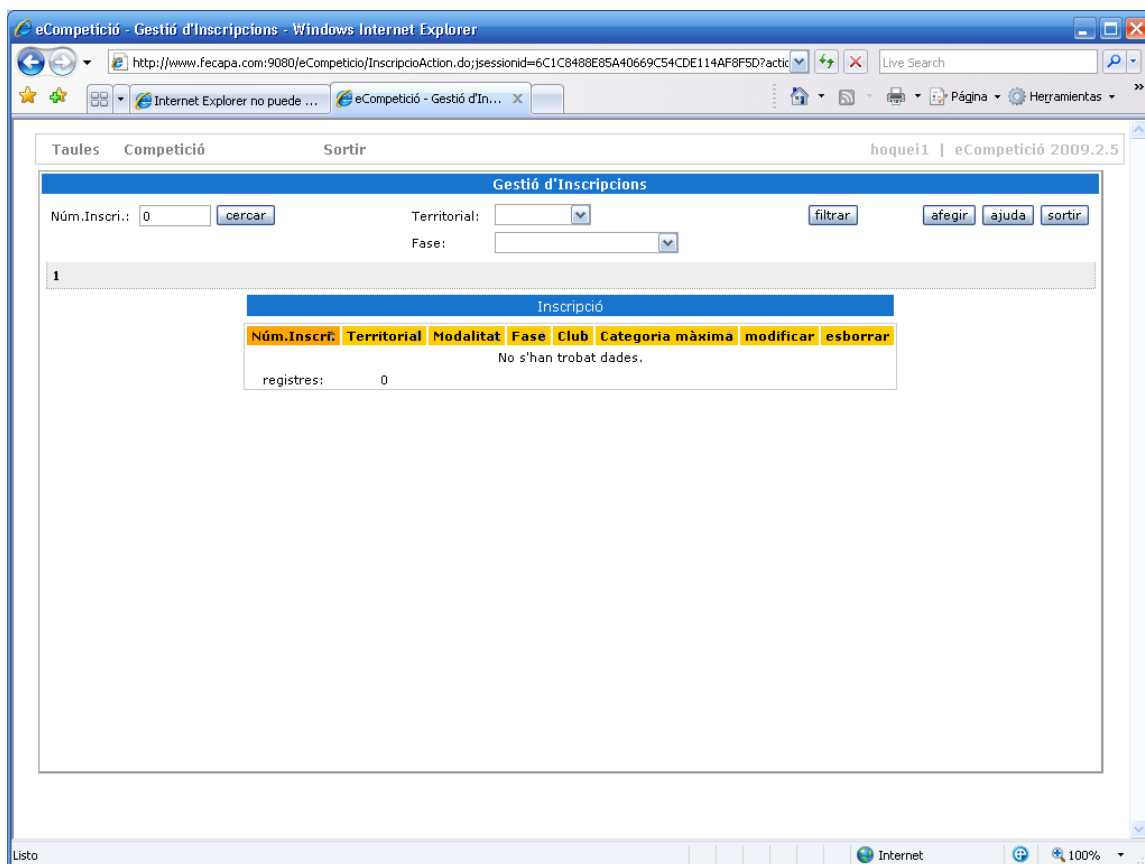 eCompetició - Gestió d'Inscripcions - Windows Internet Explorer
http://www.fecapa.com:9080/eCompeticio/InscripcioAction.do;jsessionid=6C1C8488E85A40669C54CDE114AF8F5D?actic
Live Search
Internet Explorer no puede ...
eCompetició - Gestió d'In...
Página
Herramientas
Taules Competició Sortir hoquei1 | eCompetició 2009.2.5
Gestió d'Inscripcions
Núm.Inscri.: 0 cercar Territorial: filtrar afegir ajuda sortir
Fase:
1
Inscripció
Núm.Inscri. Territorial Modalitat Fase Club Categoria màxima modificar esborrar
No s'han trobat dades.
registres: 0
Listo Internet 100%